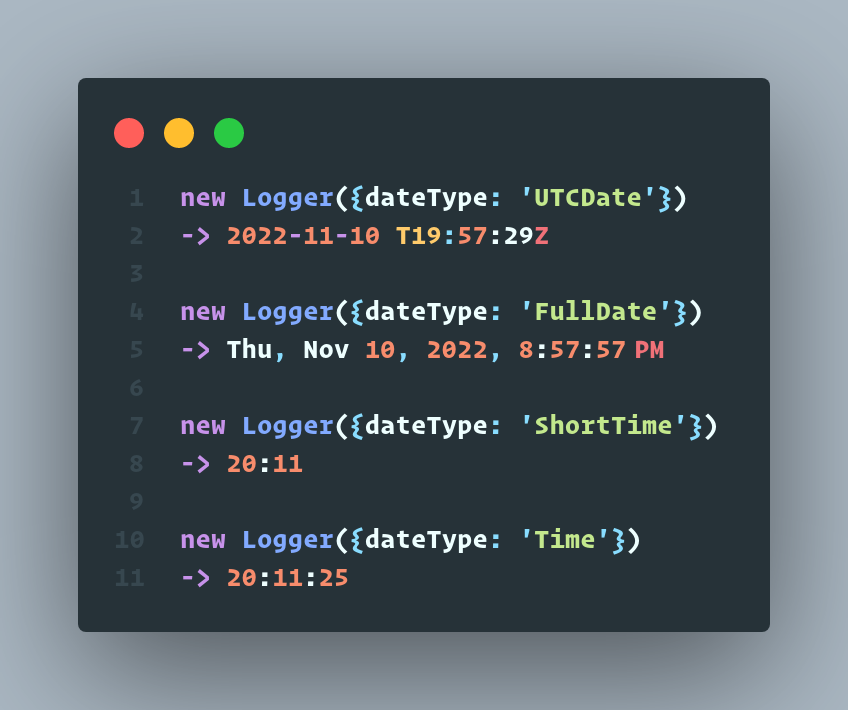 1 new Logger({dateType: 'UTCDate'})
2 -> 2022-11-10 T19:57:29Z
3
4 new Logger({dateType: 'FullDate'})
5 -> Thu, Nov 10, 2022, 8:57:57 PM
6
7 new Logger({dateType: 'ShortTime'})
8 -> 20:11
9
10 new Logger({dateType: 'Time'})
11 -> 20:11:25